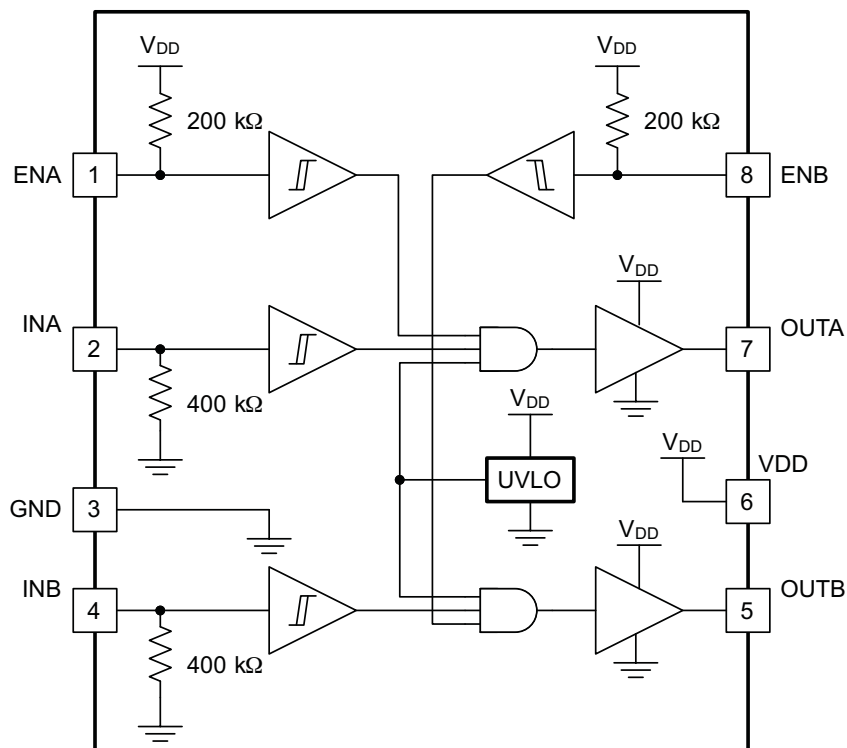 VDD
VDD
200 kΩ
200 kΩ
ENA
1
8
ENB
VDD
INA
OUTA
2
7
400 kΩ
VDD
VDD
VDD
UVLO
6
GND
3
VDD
INB
OUTB
4
5
400 kΩ